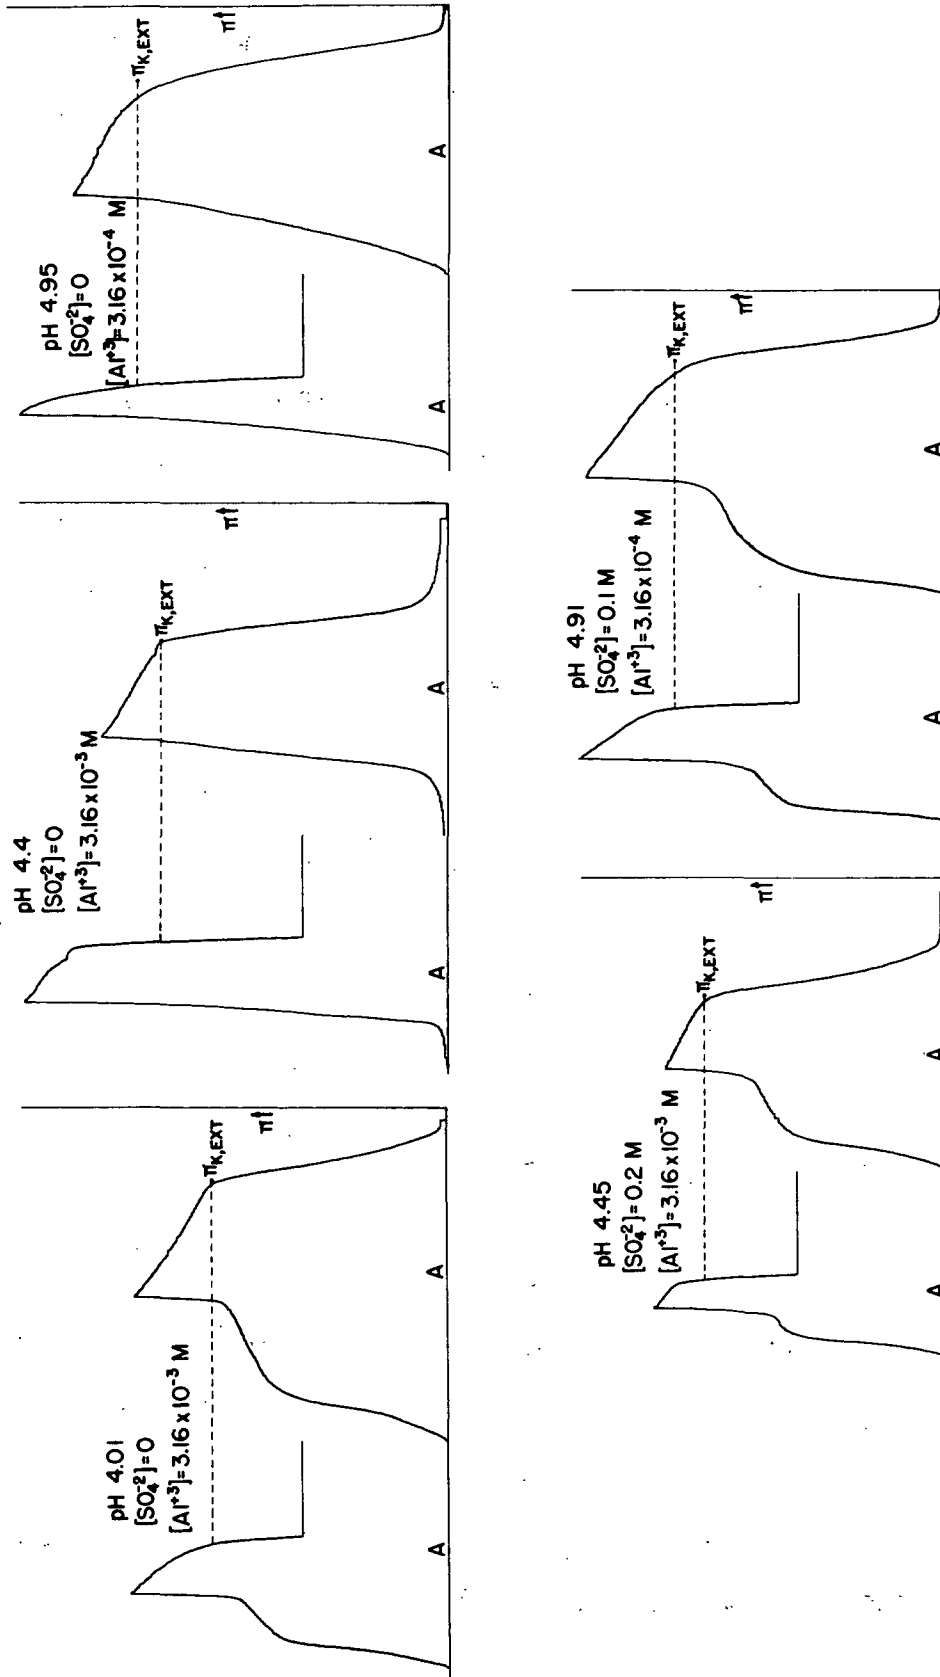 pH 4.95
[SO₄⁻²]=0
[Al⁺³]=3.16x10⁻⁴ M
πK,EXT
π↑
A
A
pH 4.4
[SO₄⁻²]=0
[Al⁺³]=3.16x10⁻³ M
πK,EXT
π↑
A
A
pH 4.01
[SO₄⁻²]=0
[Al⁺³]=3.16x10⁻³ M
πK,EXT
π↑
A
A
pH 4.91
[SO₄⁻²]=0.1 M
[Al⁺³]=3.16x10⁻⁴ M
πK,EXT
π↑
A
A
pH 4.45
[SO₄⁻²]=0.2 M
[Al⁺³]=3.16x10⁻³ M
πK,EXT
π↑
A
A